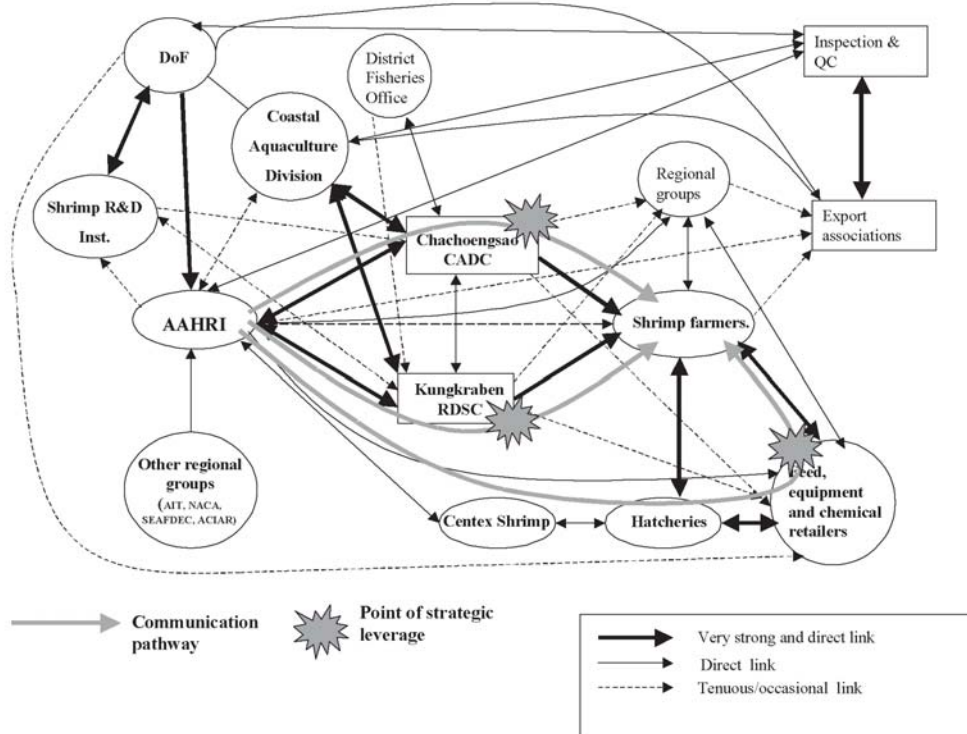 DoF
District
Fisheries
Office
Inspection &
QC
Coastal
Aquaculture
Division
Shrimp R&D
Inst.
Regional
groups
Export
associations
Chachoengsao
CADC
AAHRI
Shrimp farmers.
Kungkraben
RDSC
Other regional
groups
(AIT, NACA,
SEAFDEC, ACIAR)
Centex Shrimp
Hatcheries
eed,
equipment
and chemical
retailers
Communication
pathway
Point of strategic
leverage
Very strong and direct link
Direct link
Tenuous/occasional link